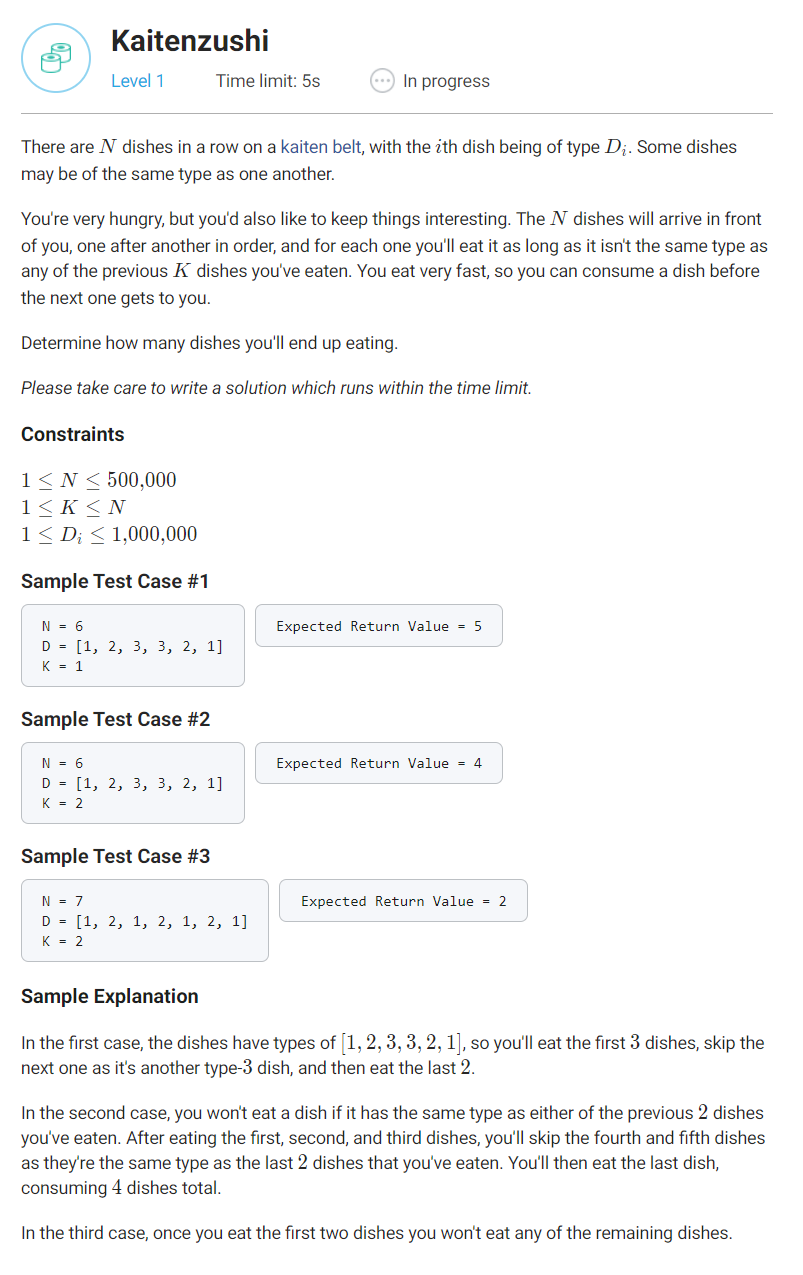 Kaitenzushi
Level 1 Time limit: 5s In progress
There are N dishes in a row on a kaiten belt, with the ith dish being of type Dᵢ. Some dishes
may be of the same type as one another.
You're very hungry, but you'd also like to keep things interesting. The N dishes will arrive in front
of you, one after another in order, and for each one you'll eat it as long as it isn't the same type as
any of the previous K dishes you've eaten. You eat very fast, so you can consume a dish before
the next one gets to you.
Determine how many dishes you'll end up eating.
Please take care to write a solution which runs within the time limit.
Constraints
1 ≤ N ≤ 500,000
1 ≤ K ≤ N
1 ≤ Dᵢ ≤ 1,000,000
Sample Test Case #1
N = 6
D = [1, 2, 3, 3, 2, 1]
K = 1
Expected Return Value = 5
Sample Test Case #2
N = 6
D = [1, 2, 3, 3, 2, 1]
K = 2
Expected Return Value = 4
Sample Test Case #3
N = 7
D = [1, 2, 1, 2, 1, 2, 1]
K = 2
Expected Return Value = 2
Sample Explanation
In the first case, the dishes have types of [1, 2, 3, 3, 2, 1], so you'll eat the first 3 dishes, skip the
next one as it's another type-3 dish, and then eat the last 2.
In the second case, you won't eat a dish if it has the same type as either of the previous 2 dishes
you've eaten. After eating the first, second, and third dishes, you'll skip the fourth and fifth dishes
as they're the same type as the last 2 dishes that you've eaten. You'll then eat the last dish,
consuming 4 dishes total.
In the third case, once you eat the first two dishes you won't eat any of the remaining dishes.